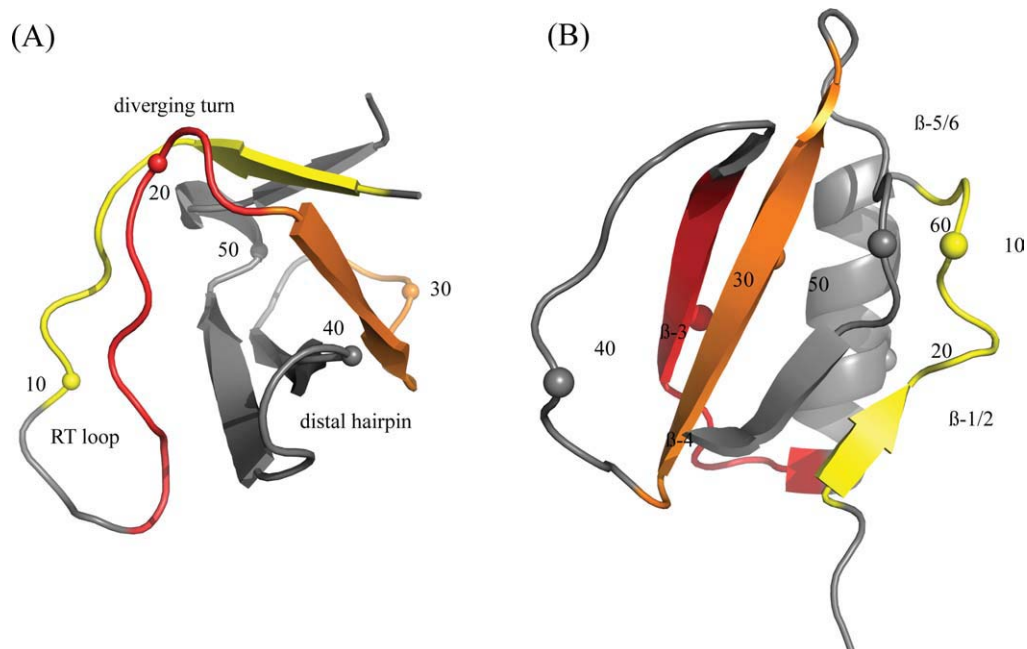 (A)
diverging turn
20
50
30
40
10
RT loop
distal hairpin
(B)
ß-5/6
60
10
30
50
ß-3
40
20
ß-1/2
ß-4